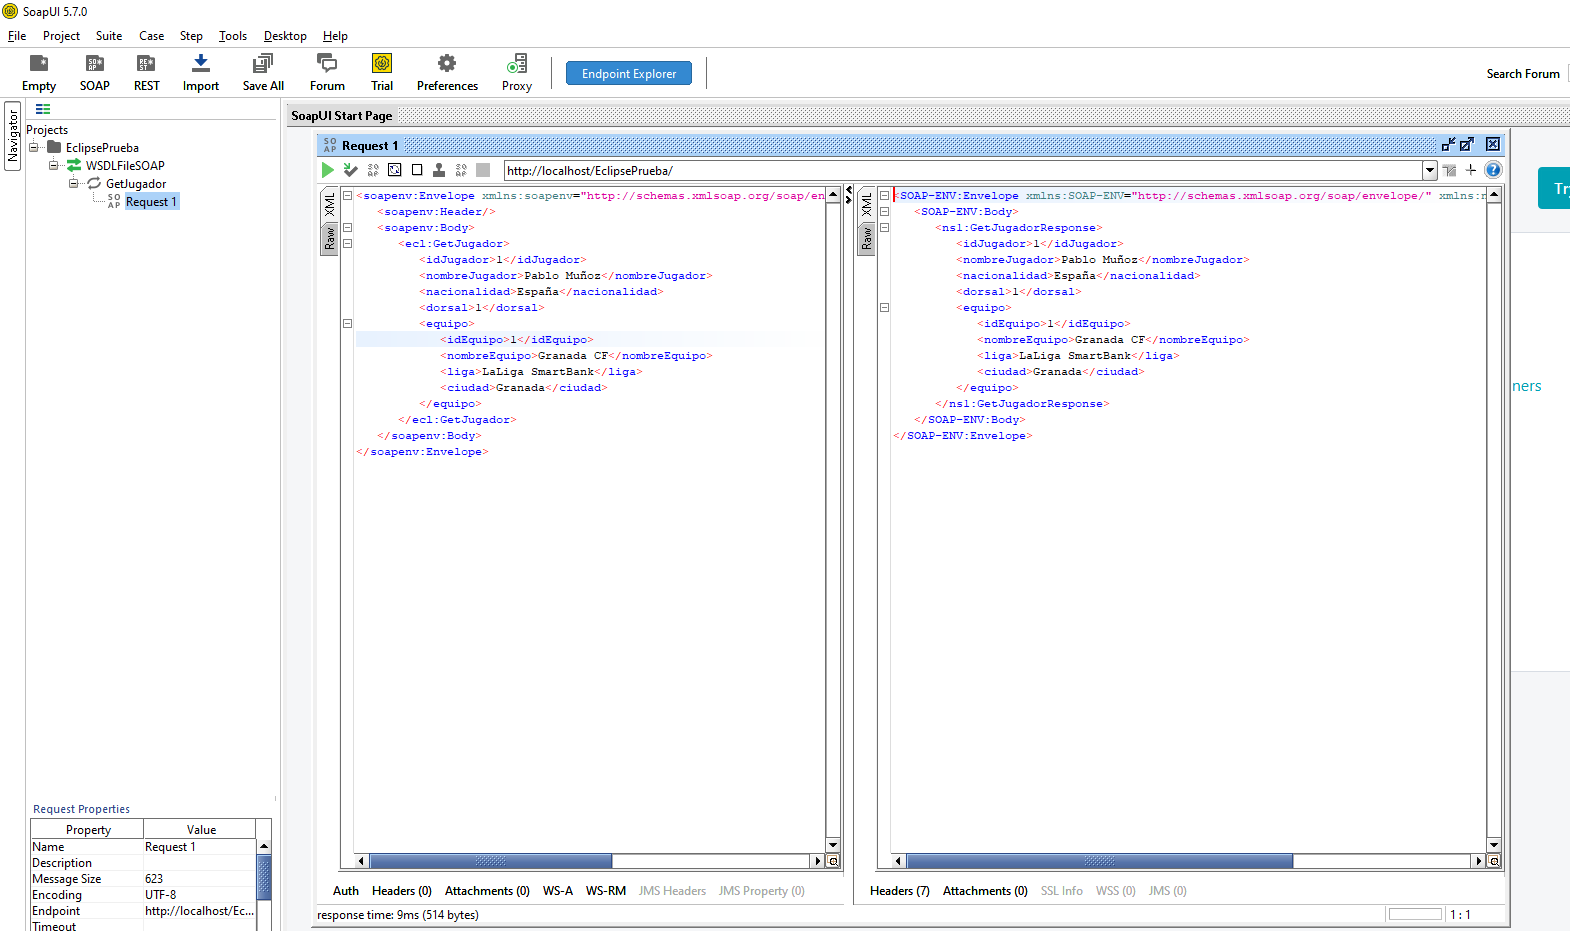 SoapUI 5.7.0
File Project Suite Case Step Tools Desktop Help
Empty SOAP REST Import Save All Forum Trial Preferences Proxy Endpoint Explorer Search Forum
Navigator
Projects
EclipsePrueba
WSDLFileSOAP
GetJugador
Request 1
Request Properties
Property Value
Name Request 1
Description
Message Size 623
Encoding UTF-8
Endpoint http://localhost/Ec...
Timeout
SoapUI Start Page
Request 1
http://localhost/EclipsePrueba/
XML
Raw
<soapenv:Envelope xmlns:soapenv="http://schemas.xmlsoap.org/soap/en
<soapenv:Header/>
<soapenv:Body>
<ecl:GetJugador>
<idJugador>1</idJugador>
<nombreJugador>Pablo Muñoz</nombreJugador>
<nacionalidad>España</nacionalidad>
<dorsal>1</dorsal>
<equipo>
<idEquipo>1</idEquipo>
<nombreEquipo>Granada CF</nombreEquipo>
<liga>LaLiga SmartBank</liga>
<ciudad>Granada</ciudad>
</equipo>
</ecl:GetJugador>
</soapenv:Body>
</soapenv:Envelope>
Auth Headers (0) Attachments (0) WS-A WS-RM JMS Headers JMS Property (0)
XML
Raw
<SOAP-ENV:Envelope xmlns:SOAP-ENV="http://schemas.xmlsoap.org/soap/envelope/" xmlns:n
<SOAP-ENV:Body>
<ns1:GetJugadorResponse>
<idJugador>1</idJugador>
<nombreJugador>Pablo Muñoz</nombreJugador>
<nacionalidad>España</nacionalidad>
<dorsal>1</dorsal>
<equipo>
<idEquipo>1</idEquipo>
<nombreEquipo>Granada CF</nombreEquipo>
<liga>LaLiga SmartBank</liga>
<ciudad>Granada</ciudad>
</equipo>
</ns1:GetJugadorResponse>
</SOAP-ENV:Body>
</SOAP-ENV:Envelope>
Headers (7) Attachments (0) SSL Info WSS (0) JMS (0)
response time: 9ms (514 bytes)
1 : 1
Try
ners